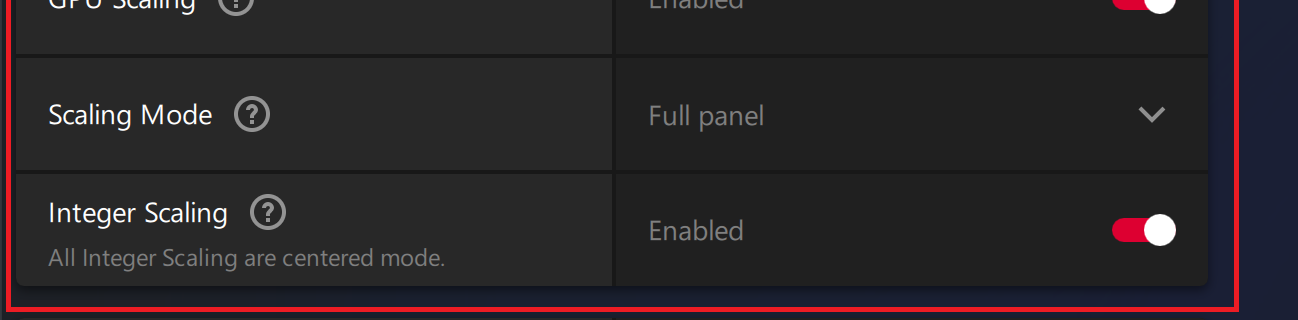 GPU Scaling
Enabled
Scaling Mode
Full panel
Integer Scaling
All Integer Scaling are centered mode.
Enabled